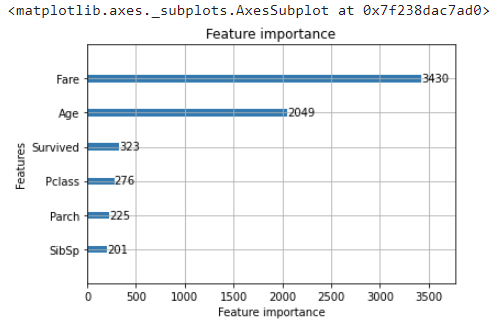 <matplotlib.axes._subplots.AxesSubplot at 0x7f238dac7ad0>
Feature importance
Fare 3430
Age 2049
Survived 323
Pclass 276
Parch 225
SibSp 201
Features
0 500 1000 1500 2000 2500 3000 3500
Feature importance